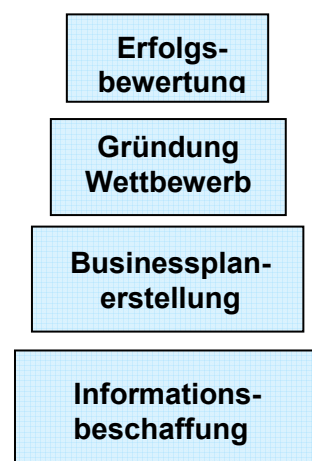 Erfolgs-
bewertung
Gründung
Wettbewerb
Businessplan-
erstellung
Informations-
beschaffung